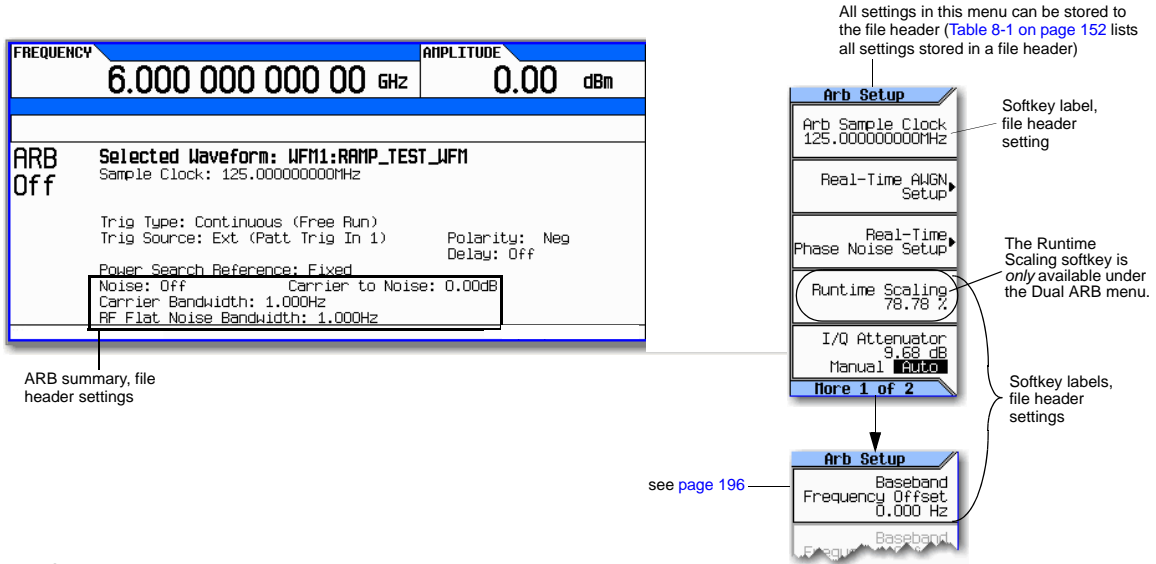 All settings in this menu can be stored to
the file header (Table 8-1 on page 152 lists
all settings stored in a file header)
FREQUENCY
6.000 000 000 00 GHz
AMPLITUDE
0.00 dBm
ARB
Off
Selected Waveform: WFM1:RAMP_TEST_WFM
Sample Clock: 125.000000000MHz
Trig Type: Continuous (Free Run)
Trig Source: Ext (Patt Trig In 1) Polarity: Neg
Delay: Off
Power Search Reference: Fixed
Noise: Off Carrier to Noise: 0.00dB
Carrier Bandwidth: 1.000Hz
RF Flat Noise Bandwidth: 1.000Hz
ARB summary, file
header settings
Arb Setup
Arb Sample Clock
125.000000000MHz
Real-Time AWGN
Setup
Real-Time
Phase Noise Setup
Runtime Scaling
78.78 %
I/Q Attenuator
9.68 dB
Manual Auto
More 1 of 2
Softkey label,
file header
setting
The Runtime
Scaling softkey is
only available under
the Dual ARB menu.
Softkey labels,
file header
settings
see page 196
Arb Setup
Baseband
Frequency Offset
0.000 Hz
Baseband